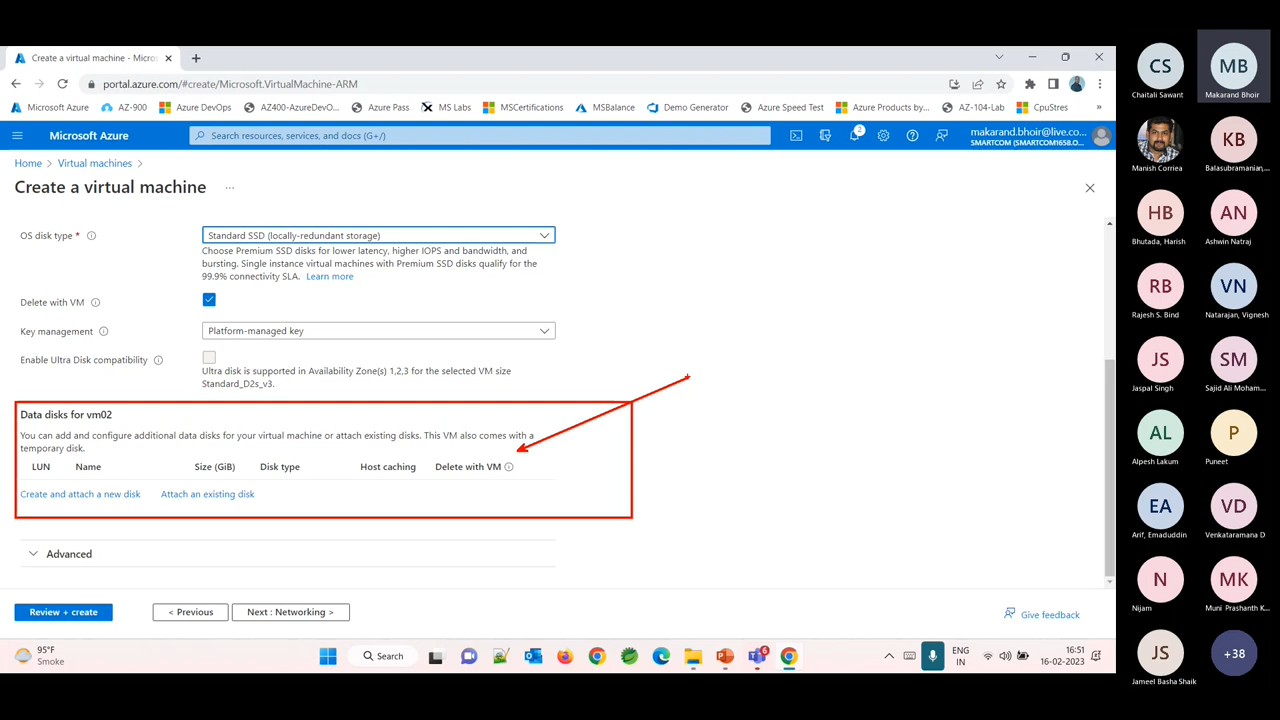 Create a virtual machine - Micros
portal.azure.com/#create/Microsoft.VirtualMachine-ARM
Microsoft Azure
AZ-900
Azure DevOps
AZ400-AzureDevO...
Azure Pass
MS Labs
MSCertifications
MSBalance
Demo Generator
Azure Speed Test
Azure Products by...
AZ-104-Lab
CpuStres
»
Microsoft Azure
Search resources, services, and docs (G+/)
2
makarand.bhoir@live.co...
SMARTCOM (SMARTCOM1658.O...
Home > Virtual machines >
Create a virtual machine ...
OS disk type *
Standard SSD (locally-redundant storage)
Choose Premium SSD disks for lower latency, higher IOPS and bandwidth, and
bursting. Single instance virtual machines with Premium SSD disks qualify for the
99.9% connectivity SLA. Learn more
Delete with VM
Key management
Platform-managed key
Enable Ultra Disk compatibility
Ultra disk is supported in Availability Zone(s) 1,2,3 for the selected VM size
Standard_D2s_v3.
Data disks for vm02
You can add and configure additional data disks for your virtual machine or attach existing disks. This VM also comes with a
temporary disk.
LUN Name Size (GiB) Disk type Host caching Delete with VM
Create and attach a new disk Attach an existing disk
Advanced
Review + create
< Previous
Next : Networking >
Give feedback
95°F
Smoke
Search
6
ENG
IN
16:51
16-02-2023
CS
Chaitali Sawant
MB
Makarand Bhoir
Manish Corriea
KB
Balasubramanian,...
HB
Bhutada, Harish
AN
Ashwin Natraj
RB
Rajesh S. Bind
VN
Natarajan, Vignesh
JS
Jaspal Singh
SM
Sajid Ali Moham...
AL
Alpesh Lakum
P
Puneet
EA
Arif, Emaduddin
VD
Venkataramana D
N
Nijam
MK
Muni Prashanth K...
JS
Jameel Basha Shaik
+38